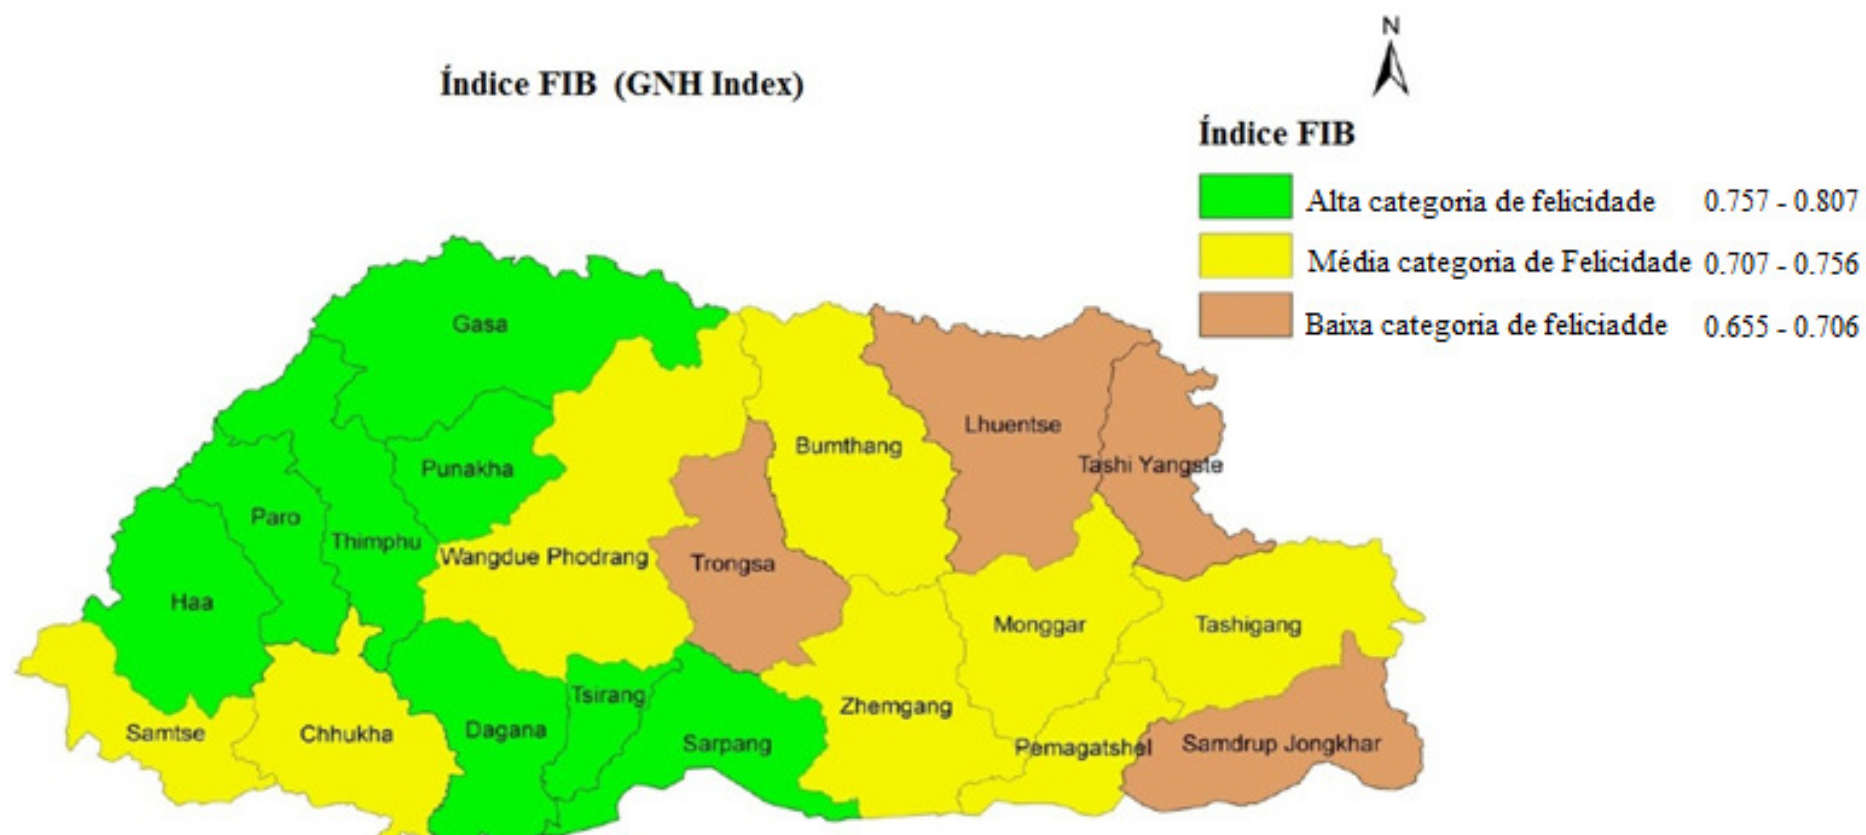 N
Índice FIB (GNH Index)
Índice FIB
Alta categoria de felicidade 0.757 - 0.807
Média categoria de Felicidade 0.707 - 0.756
Baixa categoria de feliciadde 0.655 - 0.706
Gasa
Lhuentse
Bumthang
Punakha
Tashi Yangste
Paro
Thimphu
Wangdue Phodrang
Trongsa
Haa
Monggar
Tashigang
Tsirang
Zhemgang
Samtse
Chhukha
Dagana
Sarpang
Pemagatshel
Samdrup Jongkhar